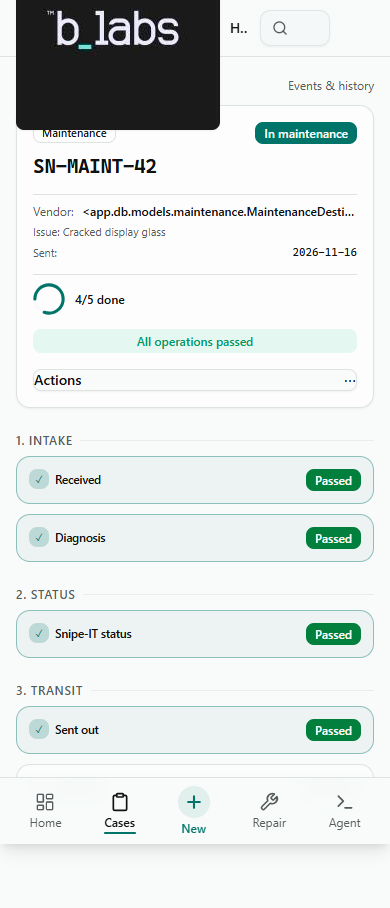 ™b_labs
H..
Events & history
Maintenance
In maintenance
SN-MAINT-42
Vendor: <app.db.models.maintenance.MaintenanceDesti...
Issue: Cracked display glass
Sent: 2026-11-16
4/5 done
All operations passed
Actions ...
1. INTAKE
✓ Received Passed
✓ Diagnosis Passed
2. STATUS
✓ Snipe-IT status Passed
3. TRANSIT
✓ Sent out Passed
Home Cases New Repair Agent